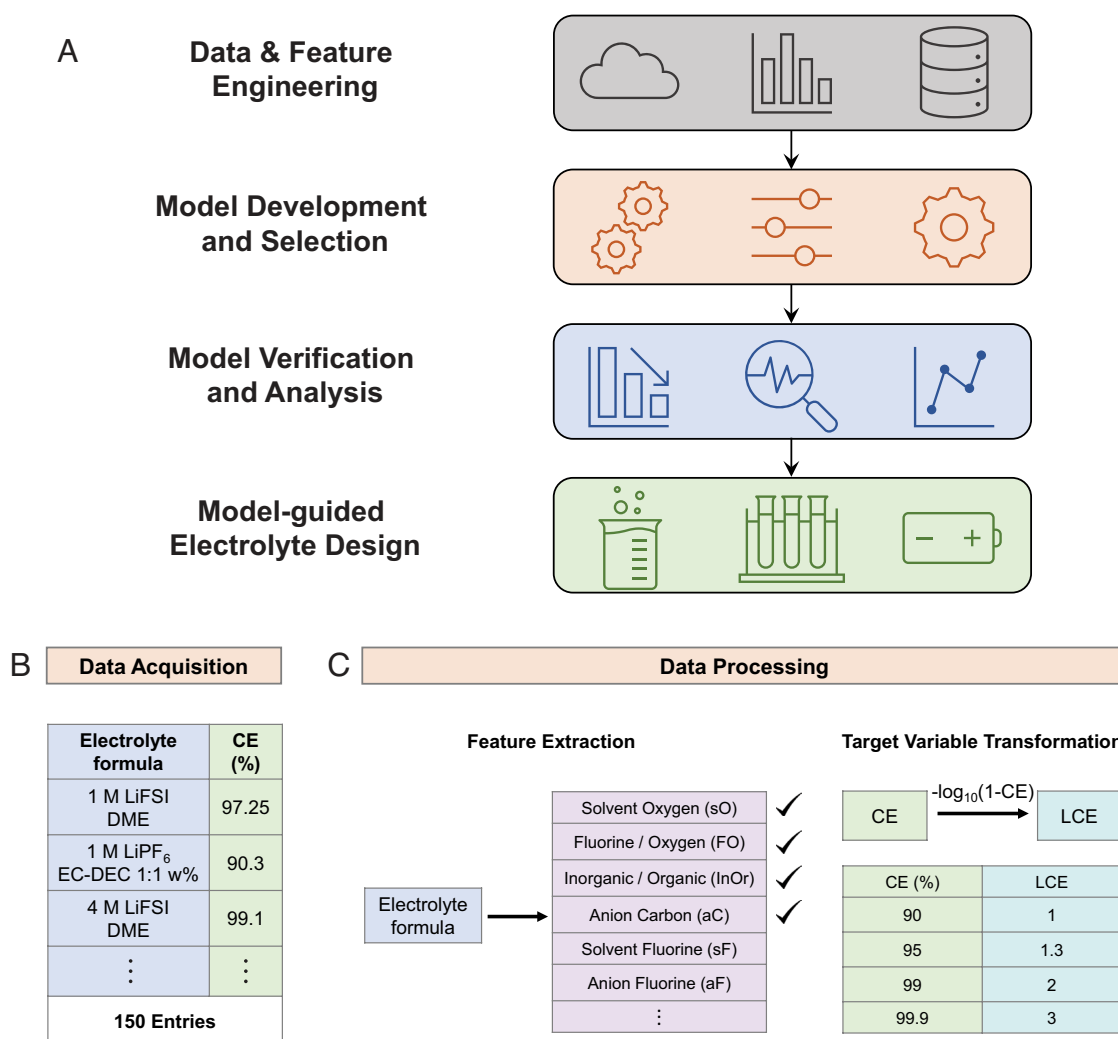 A
Data & Feature
Engineering
Model Development
and Selection
Model Verification
and Analysis
Model-guided
Electrolyte Design
− +
B
Data Acquisition
Electrolyte
formula
CE
(%)
1 M LiFSI
DME
97.25
1 M LiPF₆
EC-DEC 1:1 w%
90.3
4 M LiFSI
DME
99.1
⋮
⋮
150 Entries
C
Data Processing
Feature Extraction
Electrolyte
formula
Solvent Oxygen (sO) ✓
Fluorine / Oxygen (FO) ✓
Inorganic / Organic (InOr) ✓
Anion Carbon (aC) ✓
Solvent Fluorine (sF)
Anion Fluorine (aF)
⋮
Target Variable Transformation
CE
-log₁₀(1-CE)
LCE
CE (%) LCE
90 1
95 1.3
99 2
99.9 3